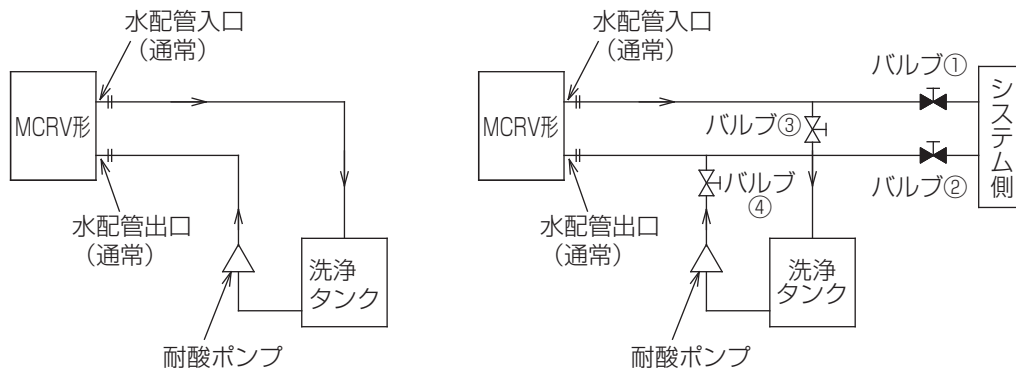 水配管入口
（通常）
MCRV形
水配管出口
（通常）
洗浄
タンク
耐酸ポンプ
水配管入口
（通常）
バルブ①
MCRV形
バルブ③
システム側
バルブ②
バルブ
④
水配管出口
（通常）
洗浄
タンク
耐酸ポンプ